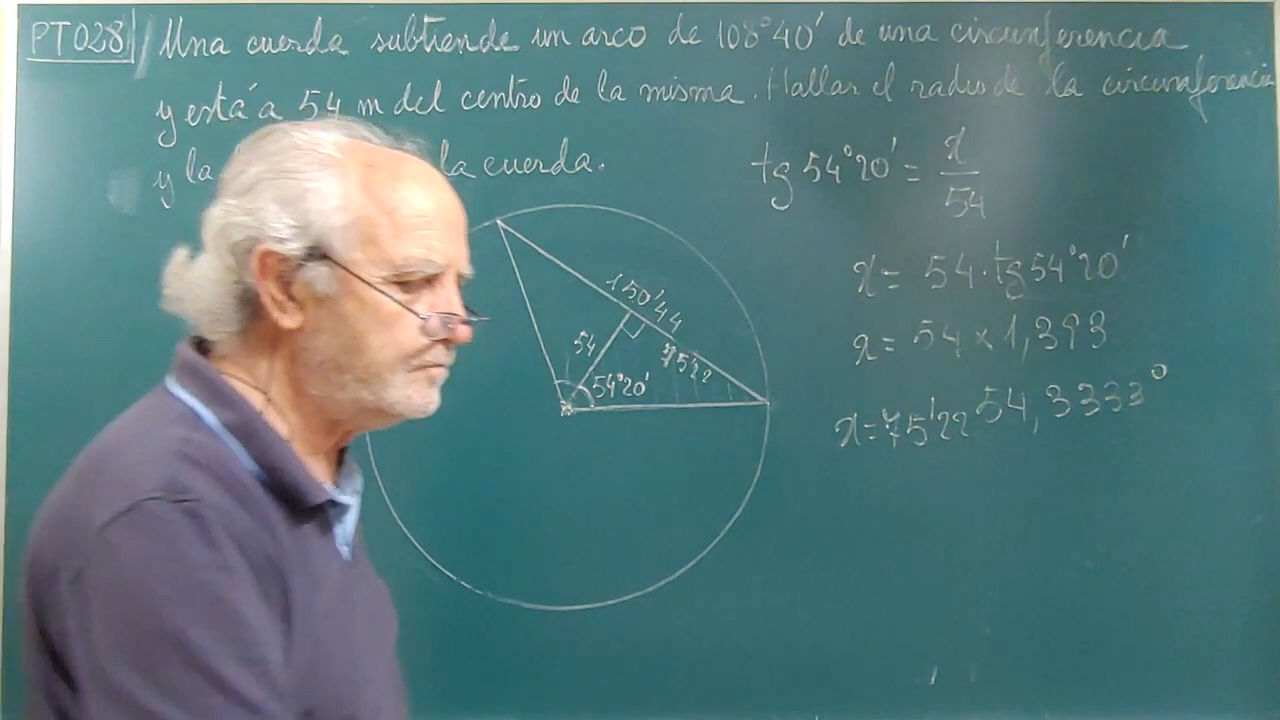 PT028 Una cuerda subtiende un arco de 108°40' de una circunferencia
y está a 54 m del centro de la misma. Hallar el radio de la circunferencia
y la la cuerda.
tg 54°20' = x/54
x = 54·tg54°20'
x = 54 × 1,393
x = 75'22
54,3333°
150'44
54
75'22
54°20'